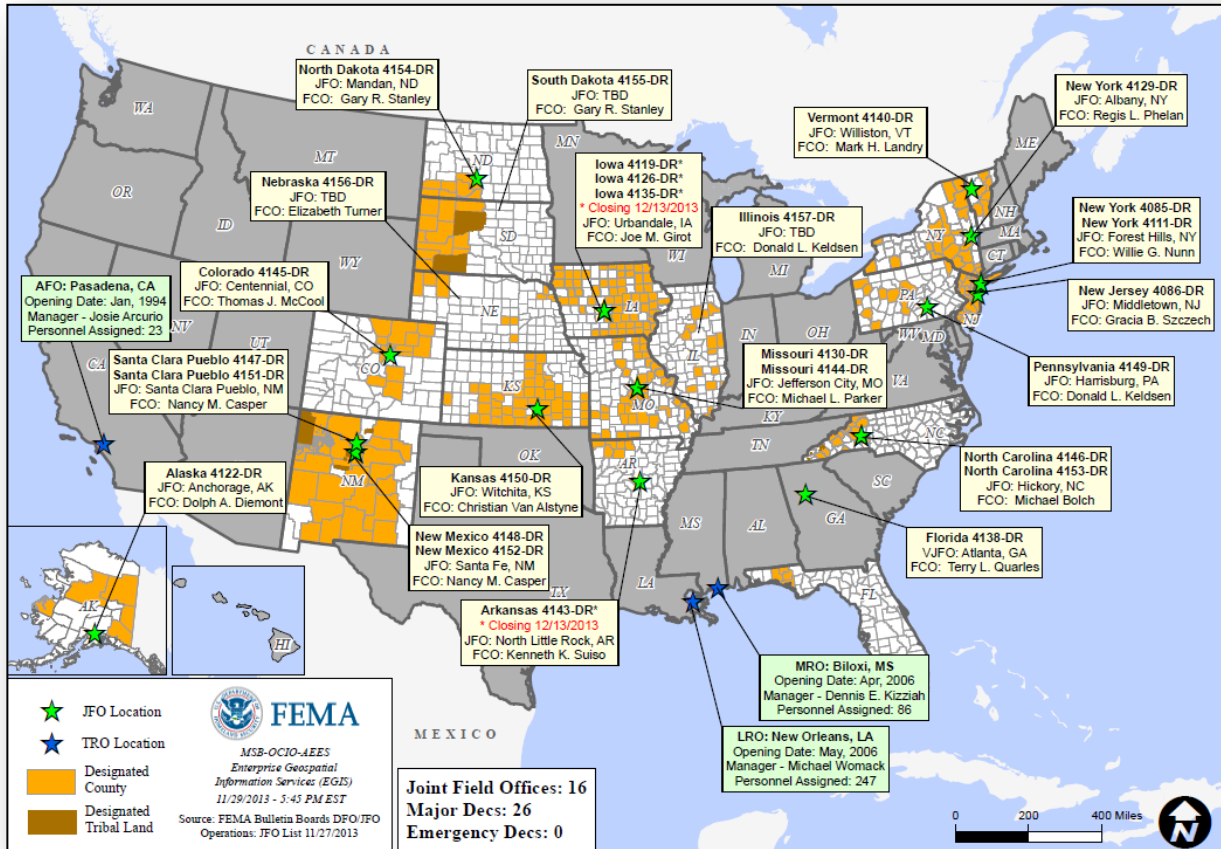 CANADA
North Dakota 4154-DR
JFO: Mandan, ND
FCO: Gary R. Stanley
South Dakota 4155-DR
JFO: TBD
FCO: Gary R. Stanley
New York 4129-DR
JFO: Albany, NY
FCO: Regis L. Phelan
Vermont 4140-DR
JFO: Williston, VT
FCO: Mark H. Landry
Iowa 4119-DR*
Iowa 4126-DR*
Iowa 4135-DR*
* Closing 12/13/2013
JFO: Urbandale, IA
FCO: Joe M. Girot
Nebraska 4156-DR
JFO: TBD
FCO: Elizabeth Turner
Illinois 4157-DR
JFO: TBD
FCO: Donald L. Keldsen
New York 4085-DR
New York 4111-DR
JFO: Forest Hills, NY
FCO: Willie G. Nunn
Colorado 4145-DR
JFO: Centennial, CO
FCO: Thomas J. McCool
AFO: Pasadena, CA
Opening Date: Jan, 1994
Manager - Josie Arcurio
Personnel Assigned: 23
New Jersey 4086-DR
JFO: Middletown, NJ
FCO: Gracia B. Szczech
Santa Clara Pueblo 4147-DR
Santa Clara Pueblo 4151-DR
JFO: Santa Clara Pueblo, NM
FCO: Nancy M. Casper
Missouri 4130-DR
Missouri 4144-DR
JFO: Jefferson City, MO
FCO: Michael L. Parker
Pennsylvania 4149-DR
JFO: Harrisburg, PA
FCO: Donald L. Keldsen
Alaska 4122-DR
JFO: Anchorage, AK
FCO: Dolph A. Diemont
Kansas 4150-DR
JFO: Witchita, KS
FCO: Christian Van Alstyne
North Carolina 4146-DR
North Carolina 4153-DR
JFO: Hickory, NC
FCO: Michael Bolch
New Mexico 4148-DR
New Mexico 4152-DR
JFO: Santa Fe, NM
FCO: Nancy M. Casper
Florida 4138-DR
VJFO: Atlanta, GA
FCO: Terry L. Quarles
Arkansas 4143-DR*
* Closing 12/13/2013
JFO: North Little Rock, AR
FCO: Kenneth K. Suiso
MRO: Biloxi, MS
Opening Date: Apr, 2006
Manager - Dennis E. Kizziah
Personnel Assigned: 86
LRO: New Orleans, LA
Opening Date: May, 2006
Manager - Michael Womack
Personnel Assigned: 247
WA
MT
ND
MN
ME
OR
ID
WY
SD
WI
MI
NY
NH
MA
CT
NV
UT
CA
NE
IA
IL
IN
OH
PA
NJ
WV
MD
VA
CO
KS
MO
KY
TN
NC
SC
NM
OK
AR
MS
AL
GA
TX
LA
FL
AK
HI
MEXICO
JFO Location
TRO Location
Designated
County
Designated
Tribal Land
FEMA
MSB-OCIO-AEES
Enterprise Geospatial
Information Services (EGIS)
11/29/2013 - 5:45 PM EST
Source: FEMA Bulletin Boards DFO/JFO
Operations: JFO List 11/27/2013
Joint Field Offices: 16
Major Decs: 26
Emergency Decs: 0
0 200 400 Miles
N